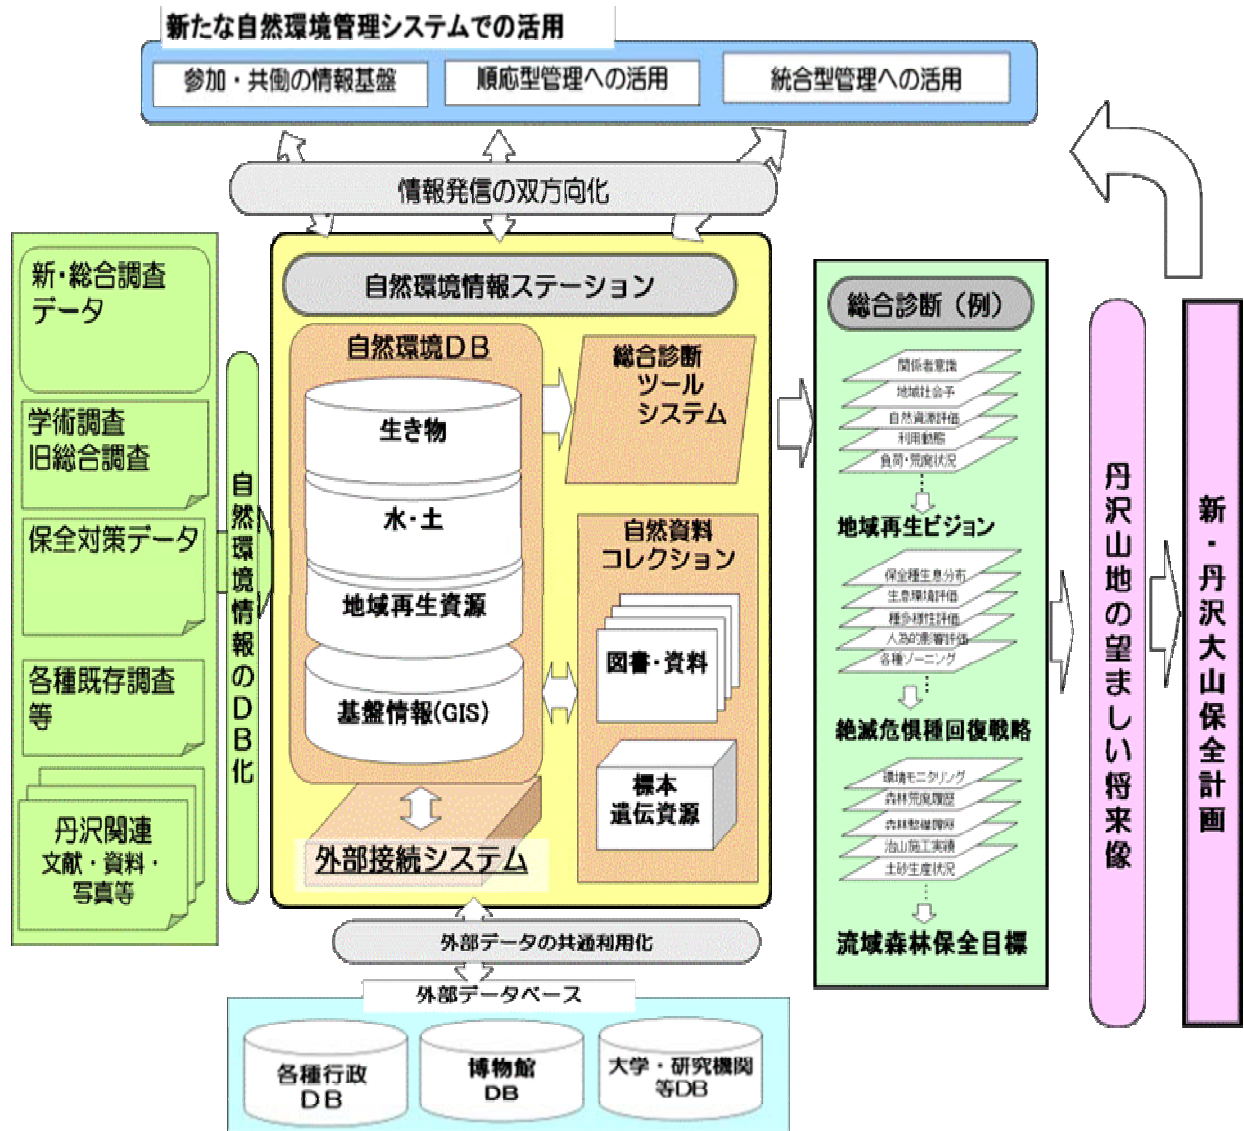 新たな自然環境管理システムでの活用
参加・共働の情報基盤
順応型管理への活用
統合型管理への活用
情報発信の双方向化
新・総合調査
データ
学術調査
旧総合調査
保全対策データ
各種既存調査
等
丹沢関連
文献・資料・
写真等
自然環境情報のDB化
自然環境情報ステーション
自然環境DB
生き物
水・土
地域再生資源
基盤情報(GIS)
総合診断
ツール
システム
自然資料
コレクション
図書・資料
標本
遺伝資源
外部接続システム
外部データの共通利用化
外部データベース
各種行政
DB
博物館
DB
大学・研究機関
等DB
総合診断（例）
関係者意識
地域社会予
自然資源評価
利用動態
負荷・荒廃状況
地域再生ビジョン
保全種生息分布
生息環境評価
種多様性評価
人為的影響評価
各種ゾーニング
絶滅危惧種回復戦略
環境モニタリング
森林荒廃履歴
森林整備履歴
治山施工実績
土砂生産状況
流域森林保全目標
丹沢山地の望ましい将来像
新・丹沢大山保全計画